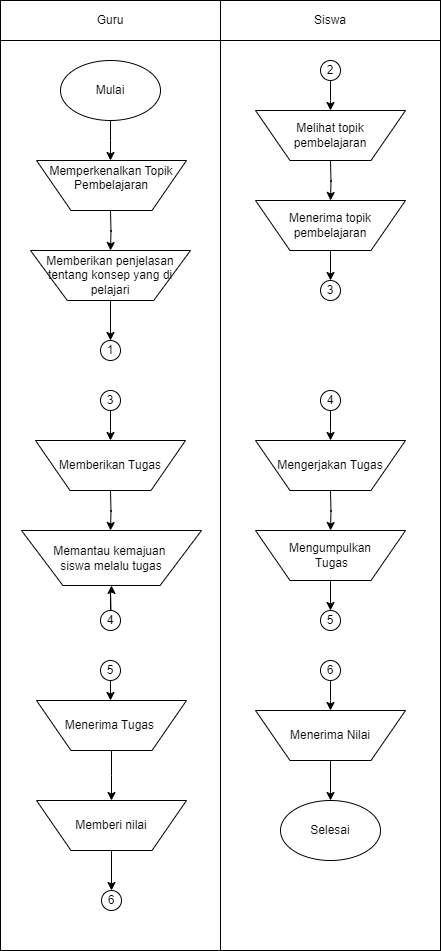 Guru
Siswa
Mulai
Memperkenalkan Topik
Pembelajaran
Memberikan penjelasan
tentang konsep yang di
pelajari
1
2
Melihat topik
pembelajaran
Menerima topik
pembelajaran
3
3
Memberikan Tugas
Memantau kemajuan
siswa melalu tugas
4
4
Mengerjakan Tugas
Mengumpulkan
Tugas
5
5
Menerima Tugas
Memberi nilai
6
6
Menerima Nilai
Selesai